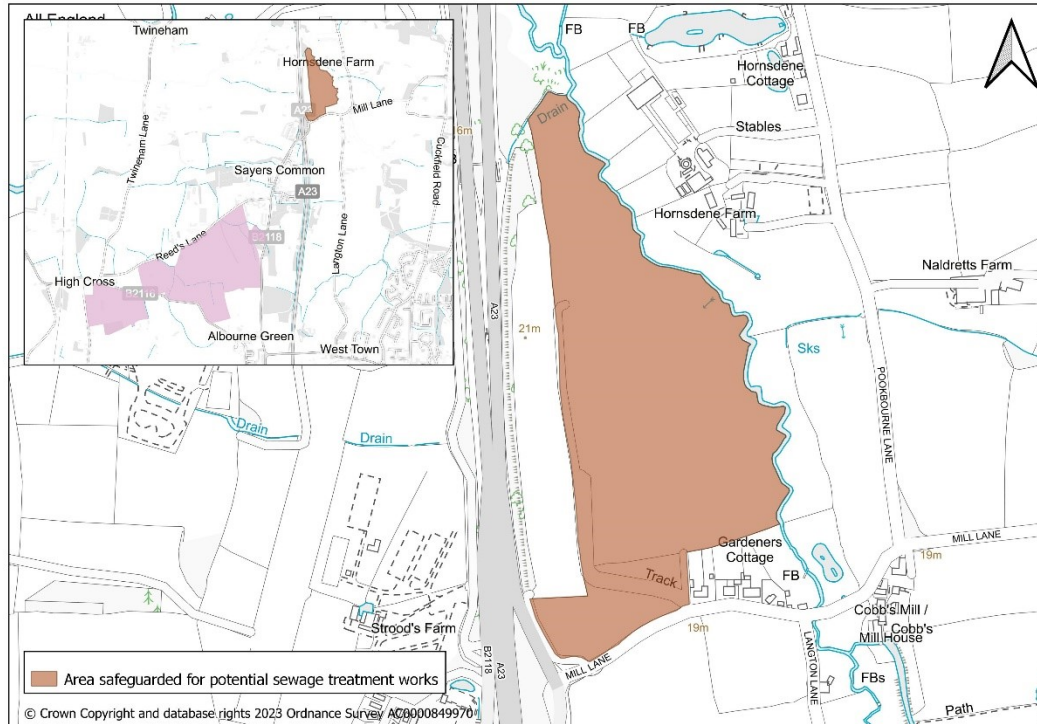 All England
Twineham
Hornsdene Farm
A23
Mill Lane
Twineham Lane
Cuckfield Road
Sayers Common
A23
Langton Lane
Reed's Lane
B2118
High Cross
B2116
Albourne Green
West Town
FB
FB
Hornsdene
Cottage
Drain
Stables
Hornsdene Farm
Naldretts Farm
A23
21m
Sks
POOKBOURNE LANE
Drain
Drain
Gardeners
Cottage
MILL LANE
19m
Track
FB
Cobb's Mill /
Cobb's
Mill House
Strood's Farm
19m
MILL LANE
LANGTON LANE
B2118
A23
FBs
Path
Area safeguarded for potential sewage treatment works
© Crown Copyright and database rights 2023 Ordnance Survey AC0000849970